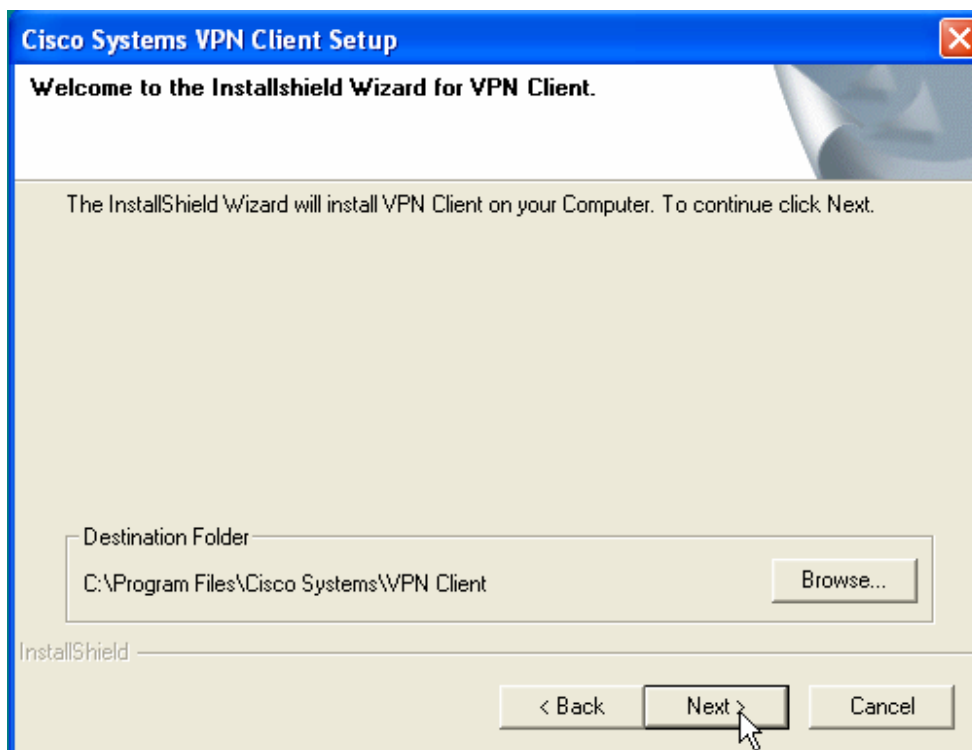 Cisco Systems VPN Client Setup
Welcome to the Installshield Wizard for VPN Client.
The InstallShield Wizard will install VPN Client on your Computer. To continue click Next.
Destination Folder
C:\Program Files\Cisco Systems\VPN Client
Browse...
InstallShield
< Back
Next >
Cancel